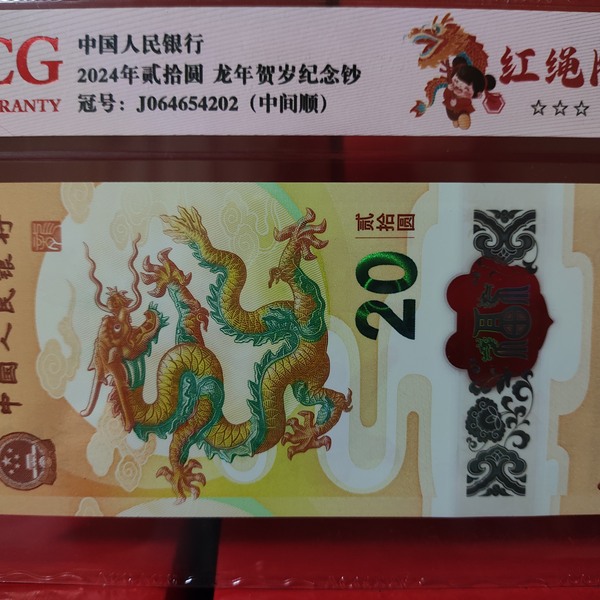 CG
RRANTY
中国人民银行
2024年贰拾圆 龙年贺岁纪念钞
冠号：J064654202（中间顺）
红绳
☆☆☆
中国人民银行
贰拾圆
20